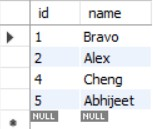 id name
1 Bravo
2 Alex
4 Cheng
5 Abhijeet
NULL NULL